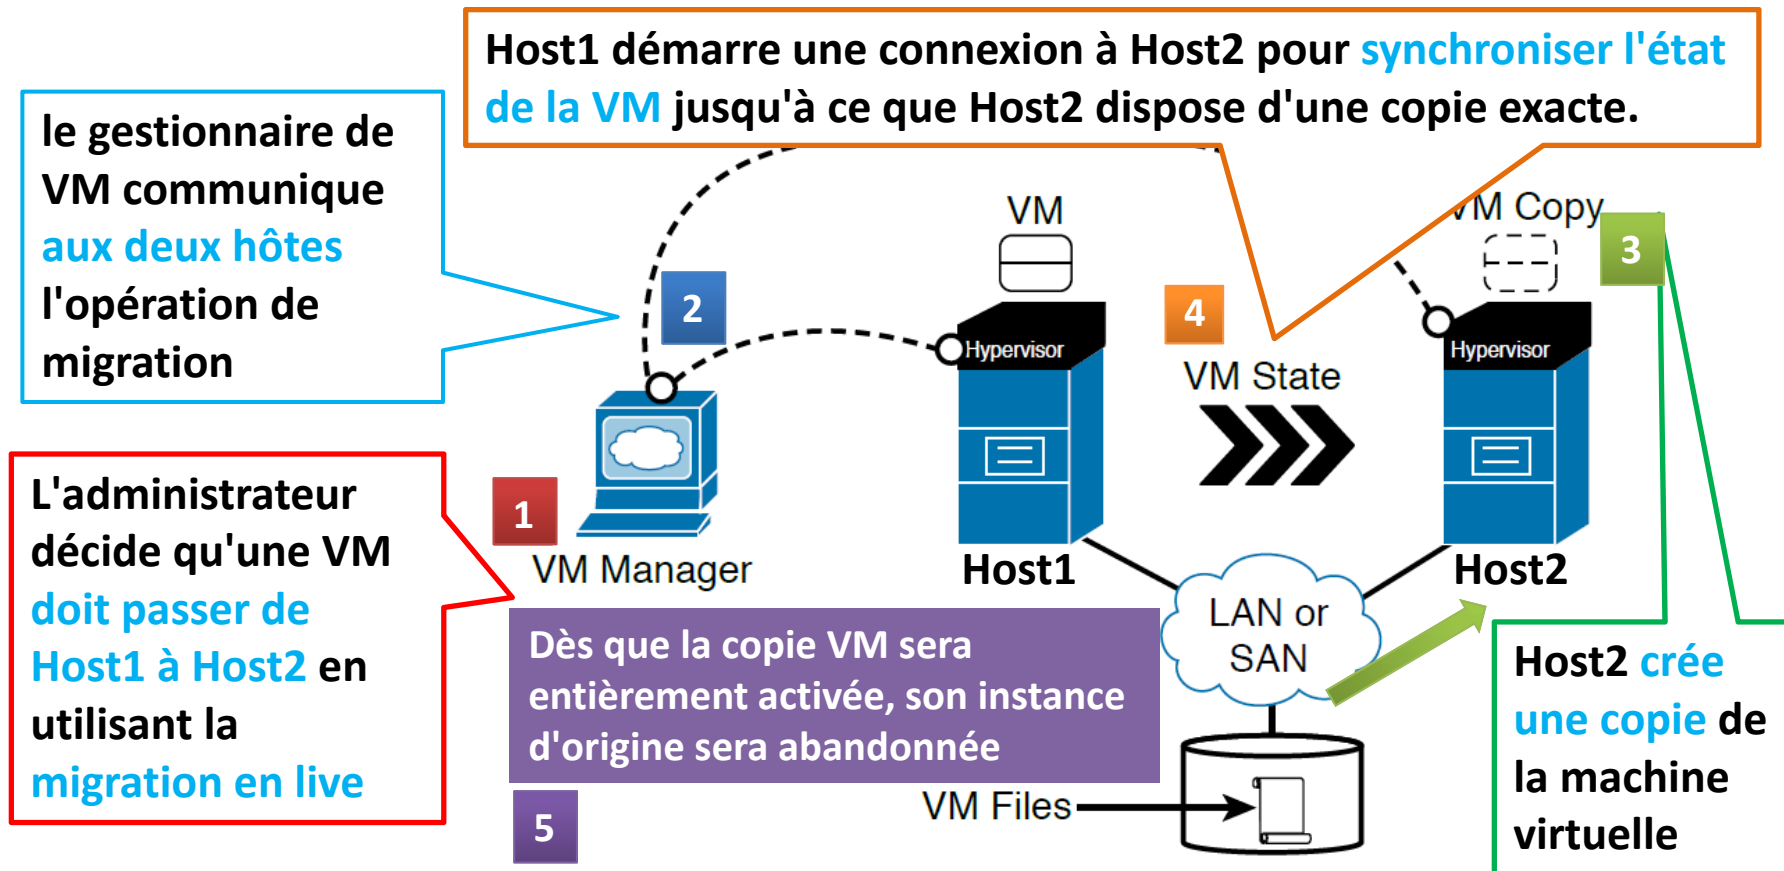 Host1 démarre une connexion à Host2 pour synchroniser l'état
de la VM jusqu'à ce que Host2 dispose d'une copie exacte.
le gestionnaire de
VM communique
aux deux hôtes
l'opération de
migration
2
VM
Hypervisor
4
VM State
VM Copy
3
Hypervisor
L'administrateur
décide qu'une VM
doit passer de
Host1 à Host2 en
utilisant la
migration en live
1
VM Manager
Host1
Host2
LAN or
SAN
Dès que la copie VM sera
entièrement activée, son instance
d'origine sera abandonnée
5
VM Files
Host2 crée
une copie de
la machine
virtuelle